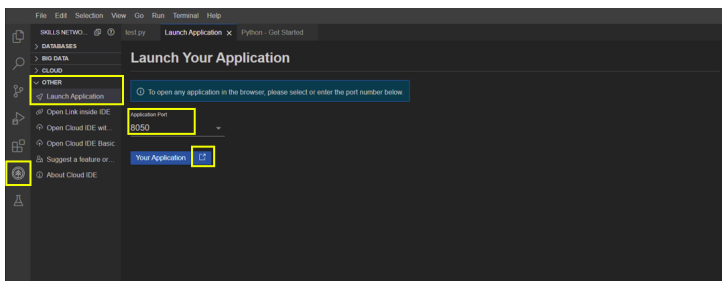 File Edit Selection View Go Run Terminal Help
SKILLS NETWO...
DATABASES
BIG DATA
CLOUD
OTHER
Launch Application
Open Link inside IDE
Open Cloud IDE wit...
Open Cloud IDE Basic
Suggest a feature or...
About Cloud IDE
test.py Launch Application Python - Get Started
Launch Your Application
To open any application in the browser, please select or enter the port number below.
Application Port
8050
Your Application